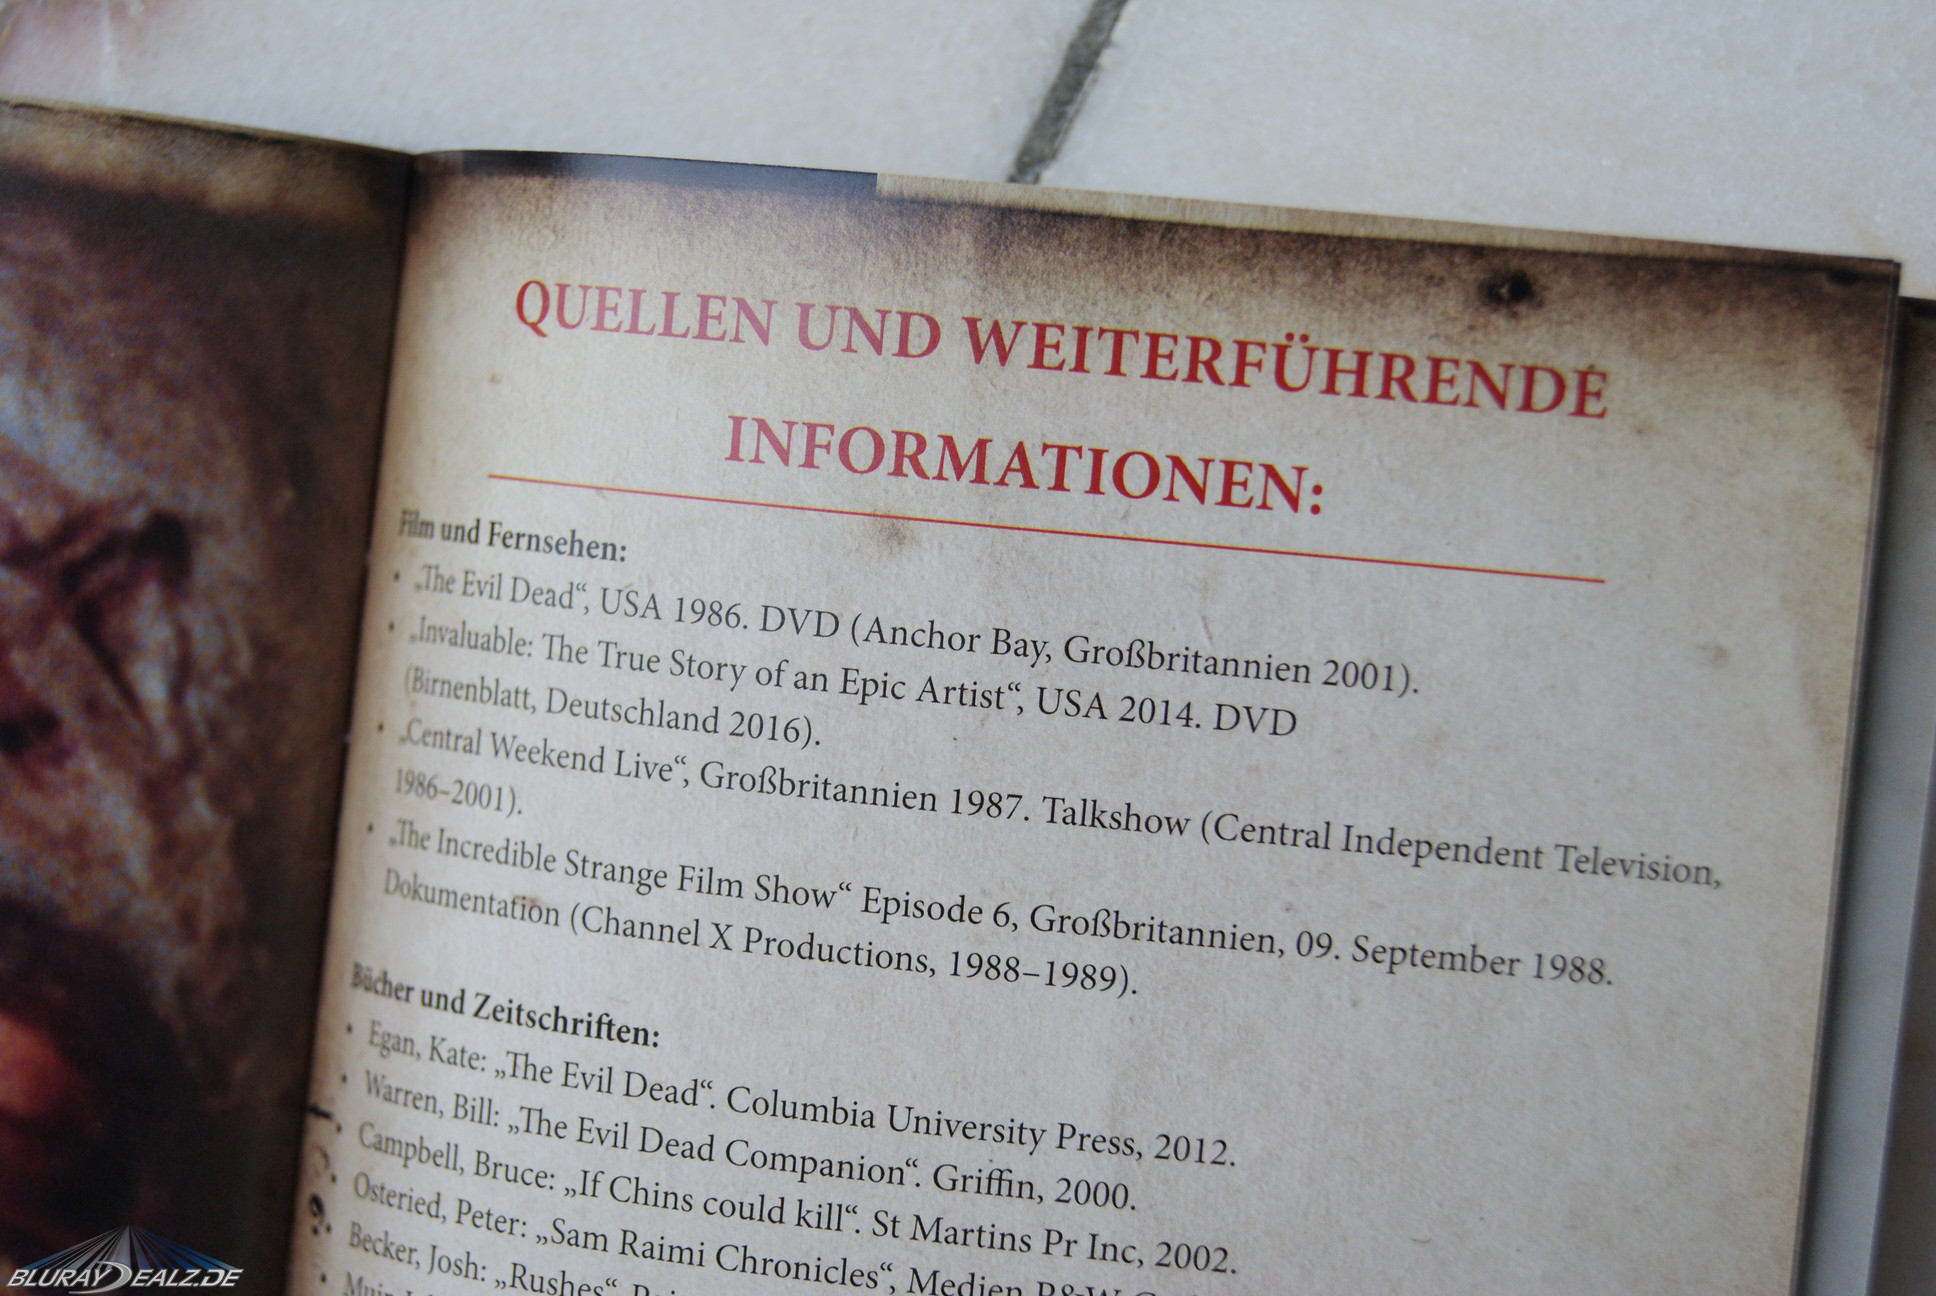 QUELLEN UND WEITERFÜHRENDE
INFORMATIONEN:
Film und Fernsehen:
• „The Evil Dead“, USA 1986. DVD (Anchor Bay, Großbritannien 2001).
• „Invaluable: The True Story of an Epic Artist“, USA 2014. DVD
(Birnenblatt, Deutschland 2016).
• „Central Weekend Live“, Großbritannien 1987. Talkshow (Central Independent Television,
1986–2001).
• „The Incredible Strange Film Show“ Episode 6, Großbritannien, 09. September 1988.
Dokumentation (Channel X Productions, 1988–1989).
Bücher und Zeitschriften:
• Egan, Kate: „The Evil Dead“. Columbia University Press, 2012.
• Warren, Bill: „The Evil Dead Companion“. Griffin, 2000.
• Campbell, Bruce: „If Chins could kill“. St Martins Pr Inc, 2002.
• Osteried, Peter: „Sam Raimi Chronicles“, Medien
• Becker, Josh: „Rushes“.
BLURAYDEALZ.DE